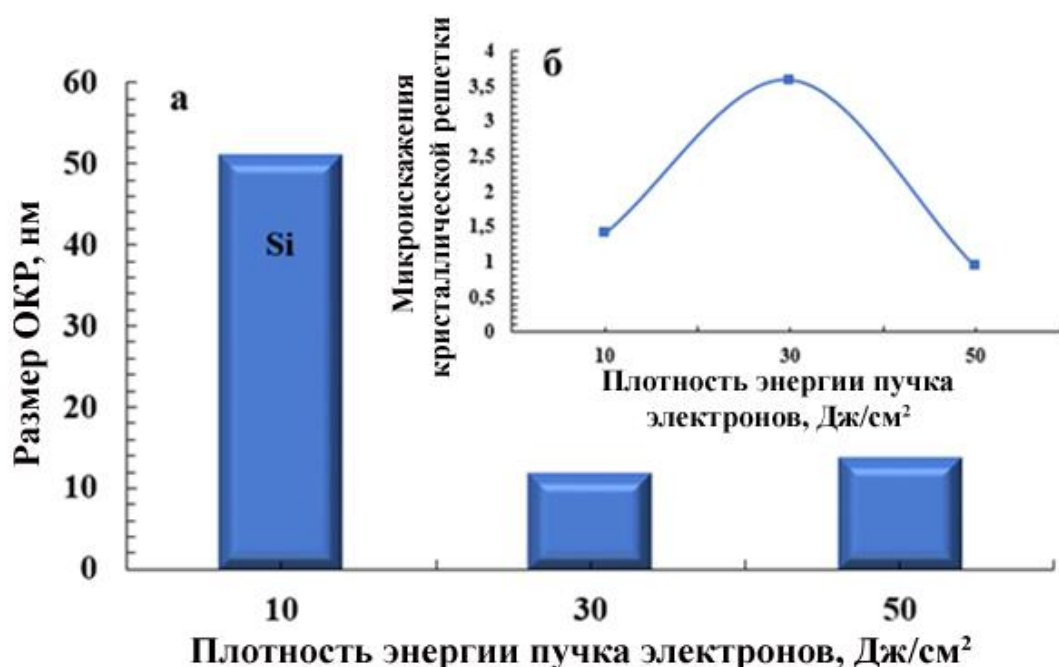 а
Размер ОКР, нм
60
50
40
30
20
10
0
Si
10
30
50
Плотность энергии пучка электронов, Дж/см²
б
Микроискажения
кристаллической решетки
4
3,5
3
2,5
2
1,5
1
0,5
0
10
30
50
Плотность энергии пучка
электронов, Дж/см²